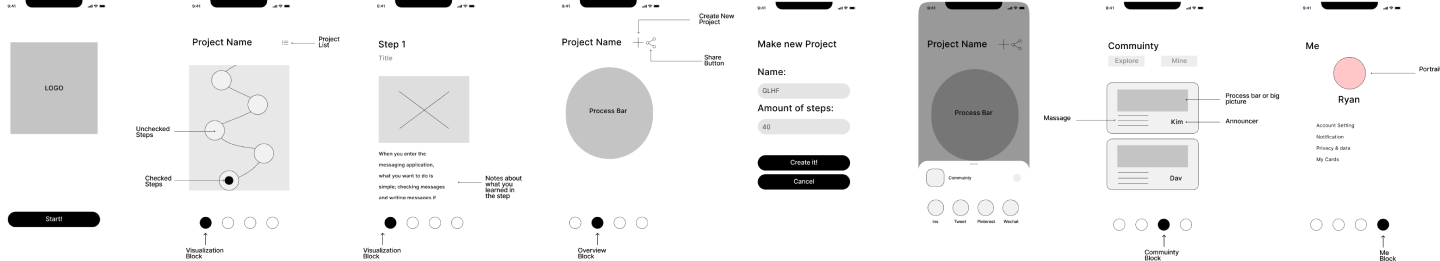 9:41
LOGO
Start!
9:41
Project Name
Project
List
Unchecked
Steps
Checked
Steps
Visualization
Block
9:41
Step 1
Title
When you enter the
messaging application,
what you want to do is
simple; checking messages
and writing messages if
Notes about
what you
learned in
the step
Visualization
Block
9:41
Project Name
Create New
Project
Share
Button
Process Bar
Overview
Block
9:41
Make new Project
Name:
GLHF
Amount of steps:
40
Create it!
Cancel
9:41
Project Name
Process Bar
Commuinty
Ins
Tweet
Pinterest
Wechat
9:41
Commuinty
Explore
Mine
Process bar or big
picture
Massage
Kim
Announcer
Dav
Commuinty
Block
9:41
Me
Portrait
Ryan
Account Setting
Notification
Privacy & data
My Cards
Me
Block